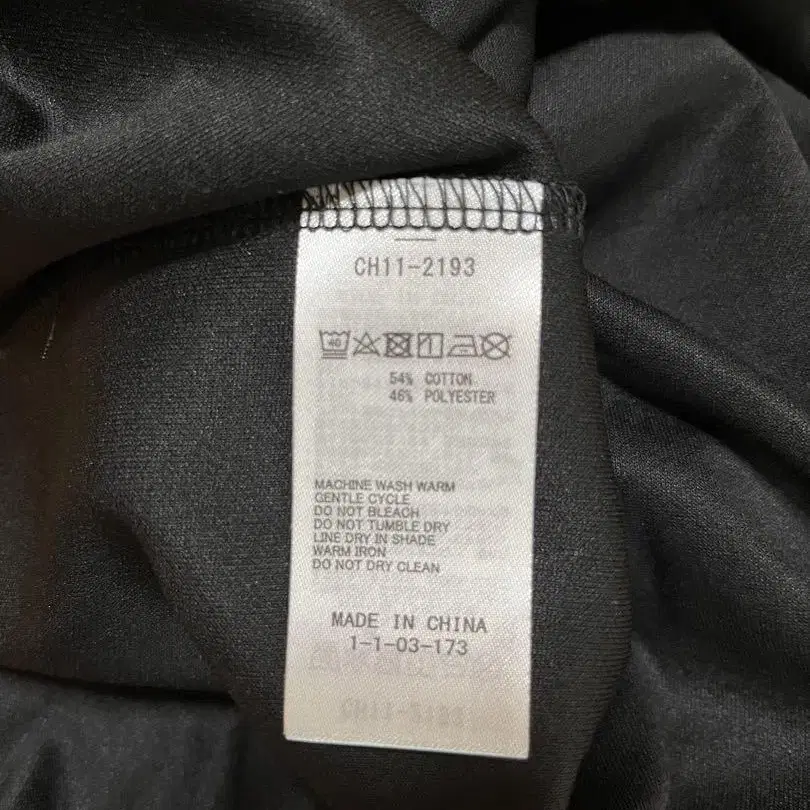 CH11-2193
40
54% COTTON
46% POLYESTER
MACHINE WASH WARM
GENTLE CYCLE
DO NOT BLEACH
DO NOT TUMBLE DRY
LINE DRY IN SHADE
WARM IRON
DO NOT DRY CLEAN
MADE IN CHINA
1-1-03-173